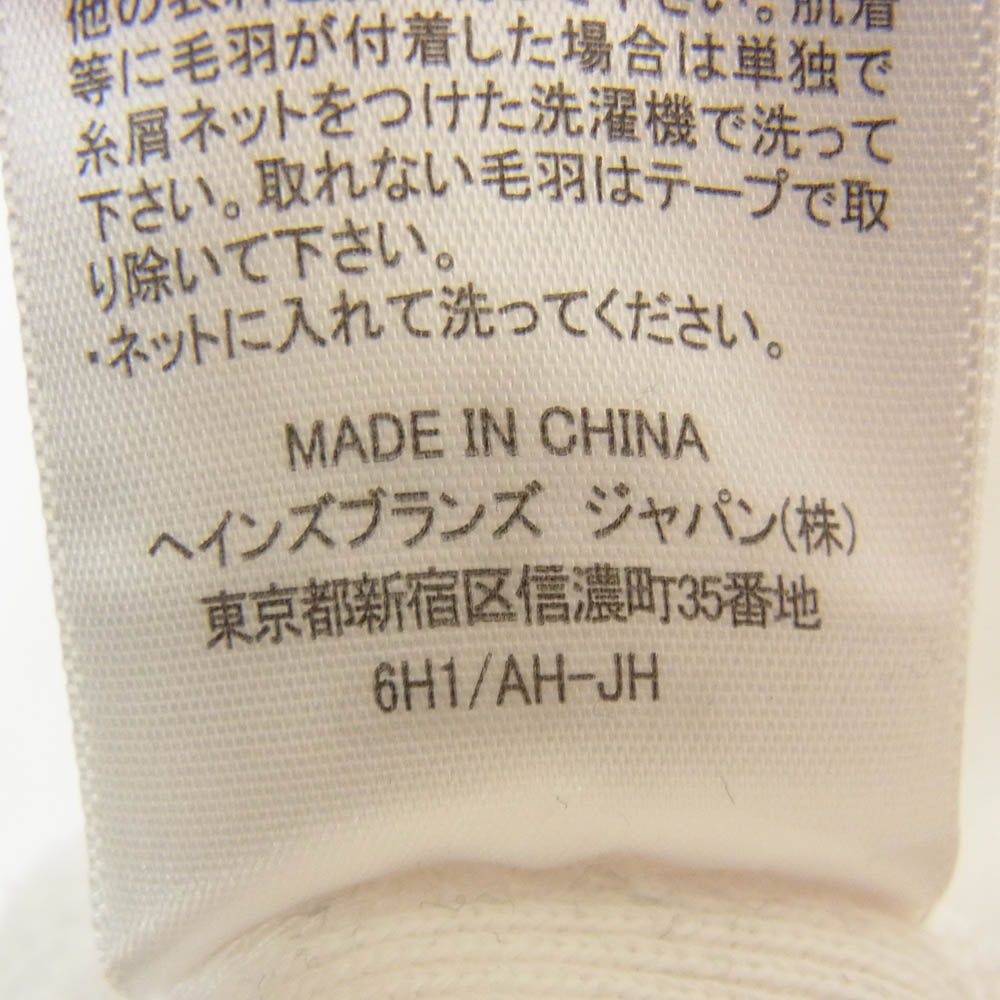 等に毛羽が付着した場合は単独で
糸屑ネットをつけた洗濯機で洗って
下さい。取れない毛羽はテープで取
り除いて下さい。
・ネットに入れて洗ってください。
MADE IN CHINA
ヘインズブランズ ジャパン(株)
東京都新宿区信濃町35番地
6H1/AH-JH